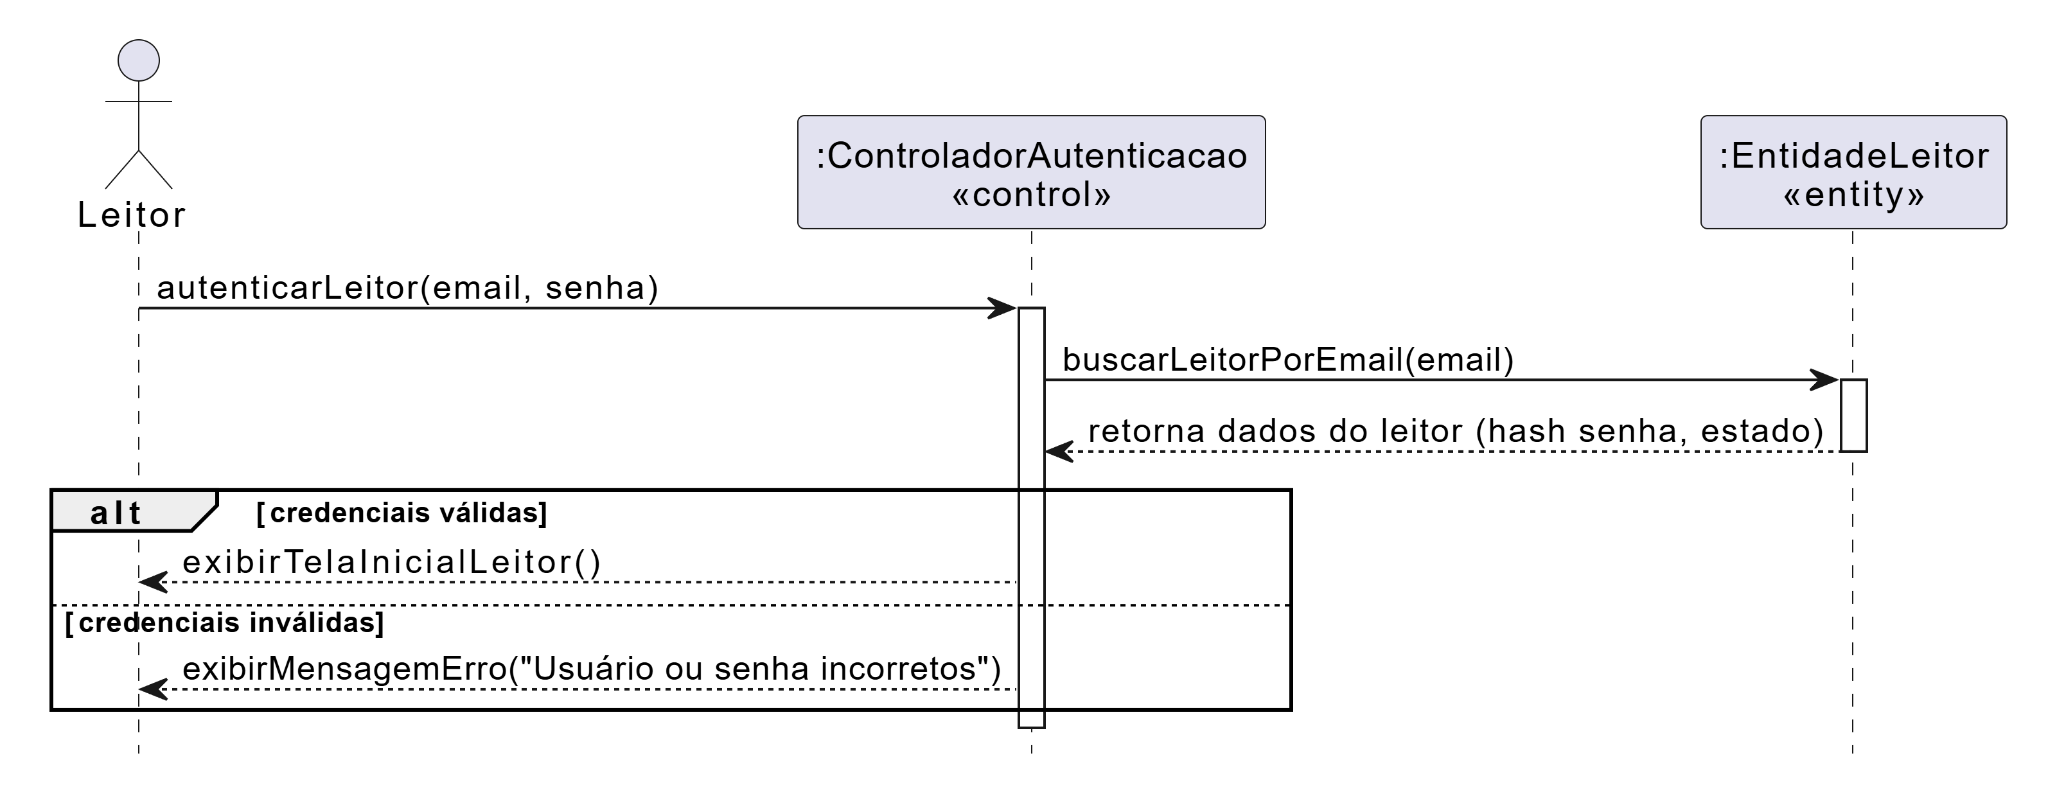 Leitor
:ControladorAutenticacao
«control»
:EntidadeLeitor
«entity»
autenticarLeitor(email, senha)
buscarLeitorPorEmail(email)
retorna dados do leitor (hash senha, estado)
alt [credenciais válidas]
exibirTelaInicialLeitor()
[credenciais inválidas]
exibirMensagemErro("Usuário ou senha incorretos")